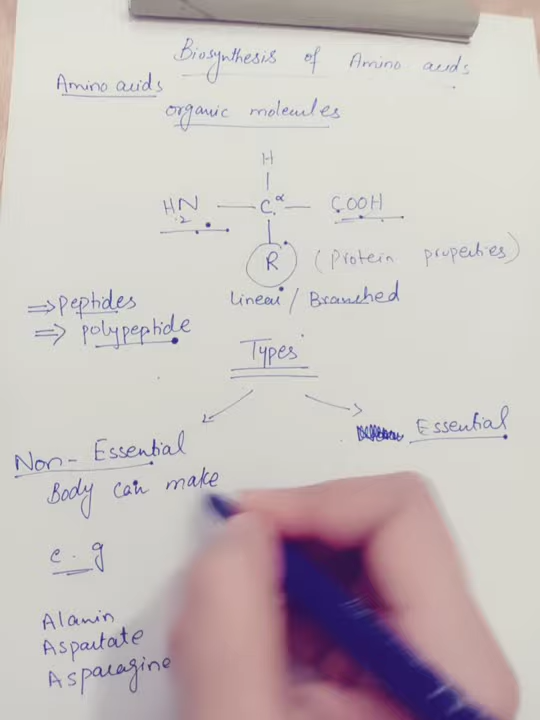 Biosynthesis of Amino acids
Amino acids
organic molecules
H
H₂N — Cα — COOH
R (Protein properties)
Linear / Branched
⇒ Peptides
⇒ polypeptide
Types
Essential
Non-Essential
Body can make
e.g
Alanin
Aspartate
Asparagine